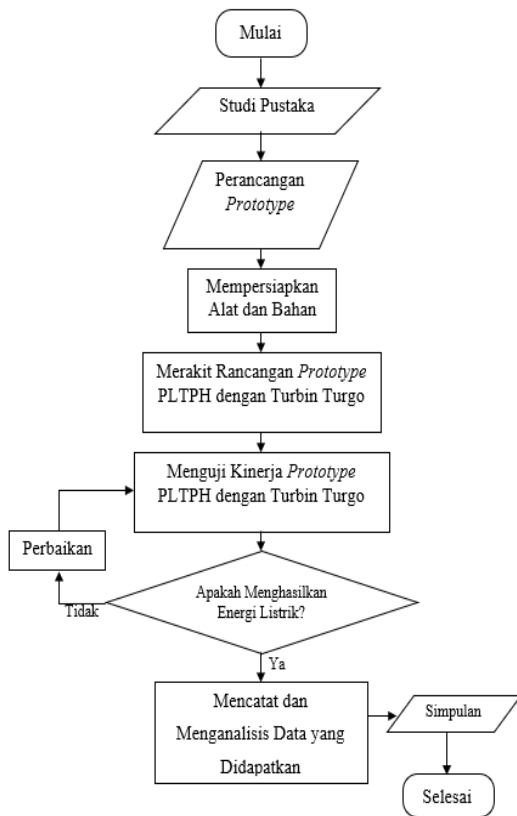 Mulai
Studi Pustaka
Perancangan
Prototype
Mempersiapkan
Alat dan Bahan
Merakit Rancangan Prototype
PLTPH dengan Turbin Turgo
Menguji Kinerja Prototype
PLTPH dengan Turbin Turgo
Perbaikan
Apakah Menghasilkan
Energi Listrik?
Tidak
Ya
Mencatat dan
Menganalisis Data yang
Didapatkan
Simpulan
Selesai